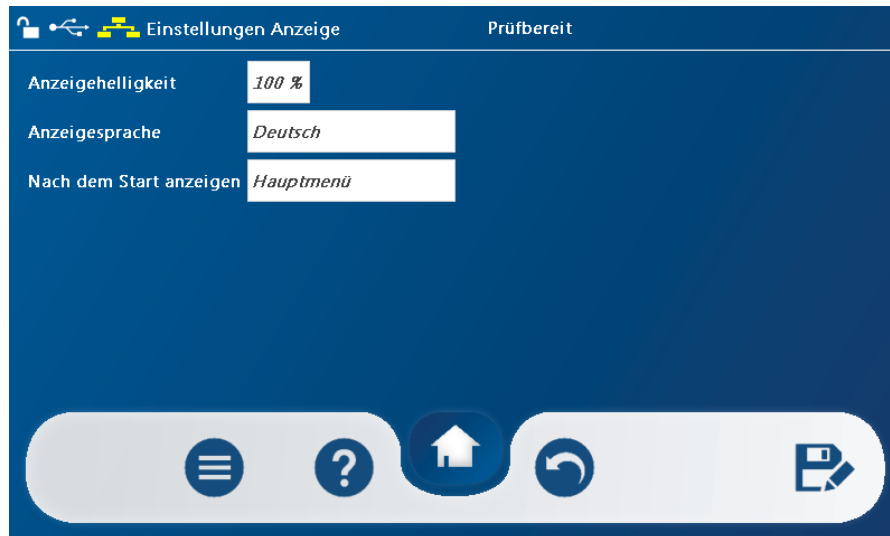 Einstellungen Anzeige Prüfbereit
Anzeigehelligkeit 100 %
Anzeigesprache Deutsch
Nach dem Start anzeigen Hauptmenü
?